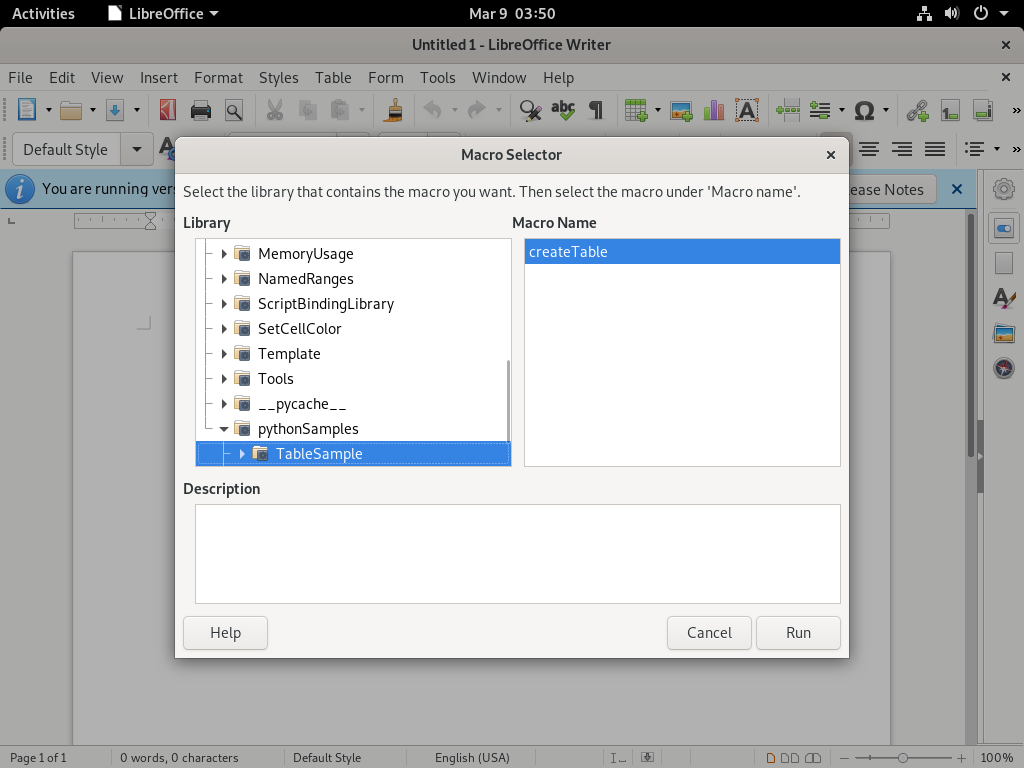 Activities LibreOffice Mar 9 03:50
Untitled 1 - LibreOffice Writer
File Edit View Insert Format Styles Table Form Tools Window Help
Default Style
Macro Selector
You are running
ease Notes
Select the library that contains the macro you want. Then select the macro under 'Macro name'.
Library Macro Name
MemoryUsage createTable
NamedRanges
ScriptBindingLibrary
SetCellColor
Template
Tools
__pycache__
pythonSamples
TableSample
Description
Help Cancel Run
Page 1 of 1 0 words, 0 characters Default Style English (USA) 100%